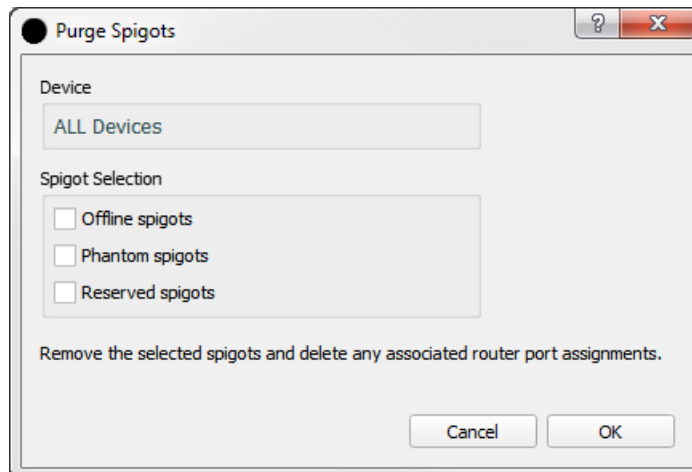 Purge Spigots
?
X
Device
ALL Devices
Spigot Selection
Offline spigots
Phantom spigots
Reserved spigots
Remove the selected spigots and delete any associated router port assignments.
Cancel
OK